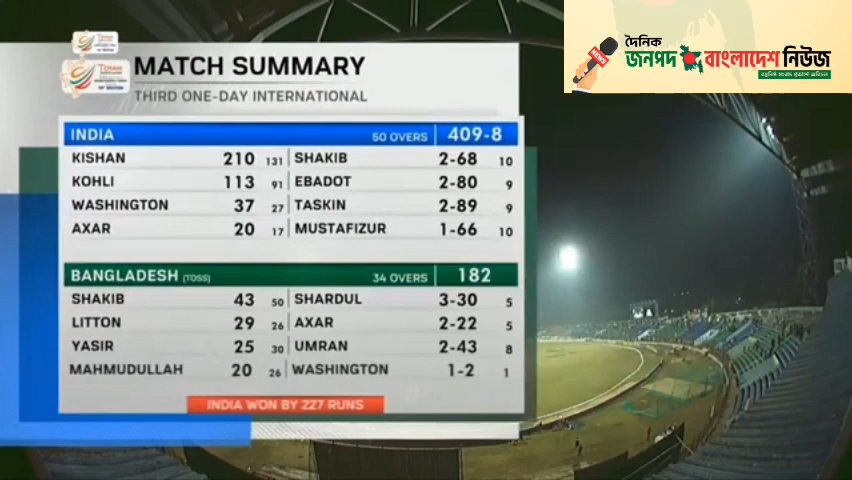 দৈনিক
জনপদ বাংলাদেশ নিউজ
NEWS
MATCH SUMMARY
THIRD ONE-DAY INTERNATIONAL
INDIA 50 OVERS 409-8
KISHAN 210 131 SHAKIB 2-68 10
KOHLI 113 91 EBADOT 2-80 9
WASHINGTON 37 27 TASKIN 2-89 9
AXAR 20 17 MUSTAFIZUR 1-66 10
BANGLADESH (TOSS) 34 OVERS 182
SHAKIB 43 50 SHARDUL 3-30 5
LITTON 29 26 AXAR 2-22 5
YASIR 25 30 UMRAN 2-43 8
MAHMUDULLAH 20 26 WASHINGTON 1-2 1
INDIA WON BY 227 RUNS